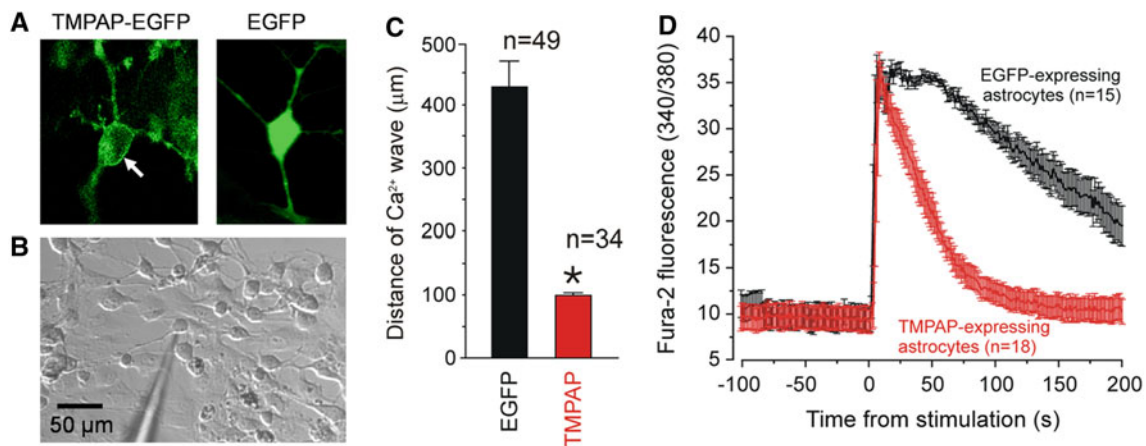 A
TMPAP-EGFP
EGFP
B
50 μm
C
Distance of Ca²⁺ wave (μm)
500
400
300
200
100
0
n=49
n=34
*
EGFP
TMPAP
D
Fura-2 fluorescence (340/380)
40
35
30
25
20
15
10
5
EGFP-expressing
astrocytes (n=15)
TMPAP-expressing
astrocytes (n=18)
-100
-50
0
50
100
150
200
Time from stimulation (s)